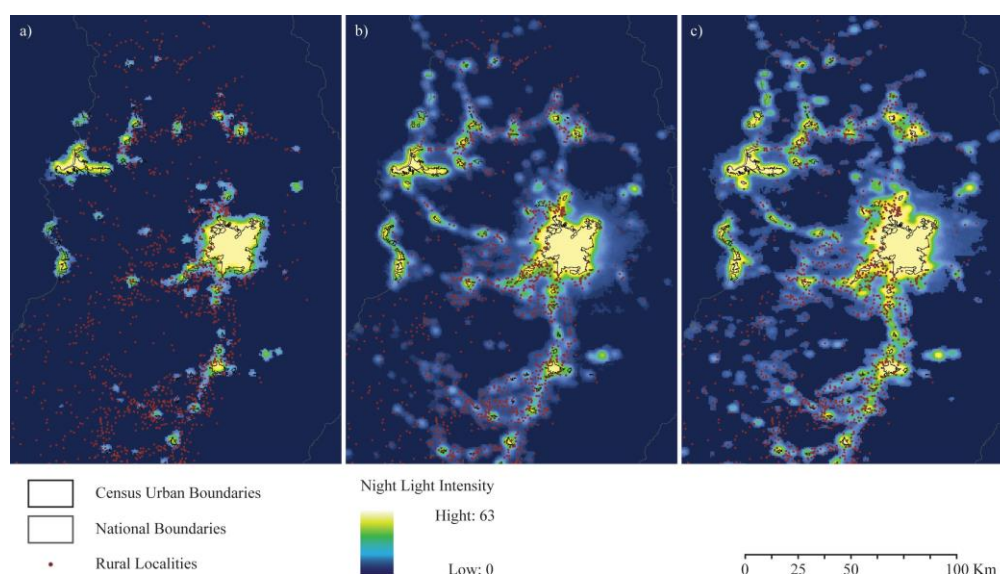 a)
b)
c)
Census Urban Boundaries
National Boundaries
Rural Localities
Night Light Intensity
Hight: 63
Low: 0
0 25 50 100 Km